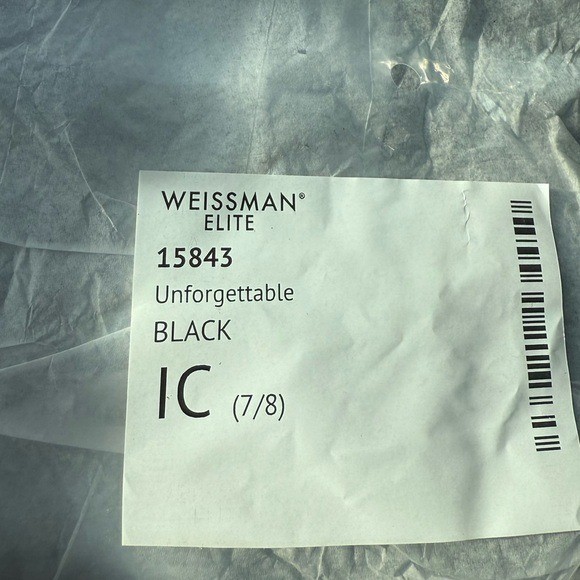 WEISSMAN®
ELITE
15843
Unforgettable
BLACK
IC (7/8)